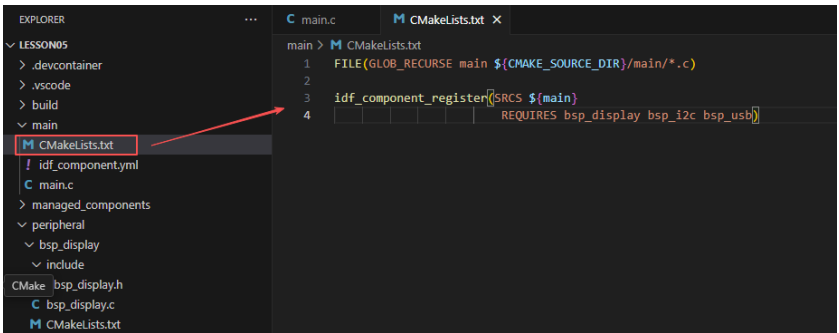 EXPLORER
...
LESSON05
.devcontainer
.vscode
build
main
M CMakeLists.txt
! idf_component.yml
C main.c
managed_components
peripheral
bsp_display
include
CMake
bsp_display.h
C bsp_display.c
M CMakeLists.txt
C main.c
M CMakeLists.txt ×
main > M CMakeLists.txt
1 FILE(GLOB_RECURSE main ${CMAKE_SOURCE_DIR}/main/*.c)
2
3 idf_component_register(SRCS ${main}
4 REQUIRES bsp_display bsp_i2c bsp_usb)